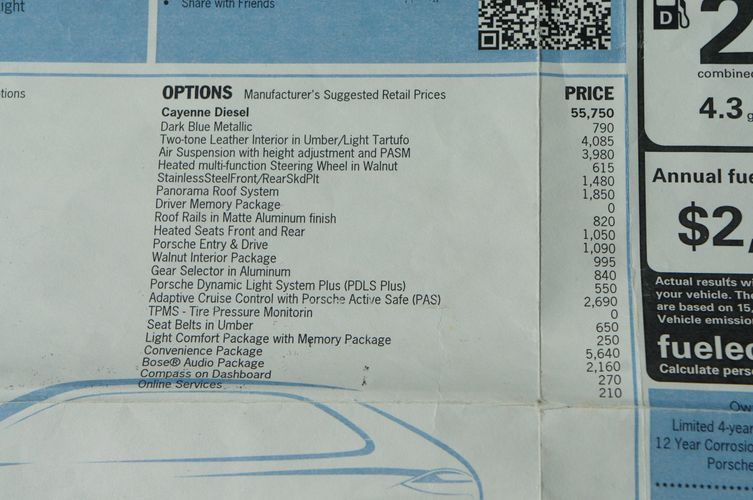 ight
• Share with Friends
tions
OPTIONS Manufacturer's Suggested Retail Prices PRICE
Cayenne Diesel 55,750
Dark Blue Metallic 790
Two-tone Leather Interior in Umber/Light Tartufo 4,085
Air Suspension with height adjustment and PASM 3,980
Heated multi-function Steering Wheel in Walnut 615
StainlessSteelFront/RearSkdPlt 1,480
Panorama Roof System 1,850
Driver Memory Package 0
Roof Rails in Matte Aluminum finish 820
Heated Seats Front and Rear 1,050
Porsche Entry & Drive 1,090
Walnut Interior Package 995
Gear Selector in Aluminum 840
Porsche Dynamic Light System Plus (PDLS Plus) 550
Adaptive Cruise Control with Porsche Active Safe (PAS) 2,690
TPMS - Tire Pressure Monitorin 0
Seat Belts in Umber 650
Light Comfort Package with Memory Package 250
Convenience Package 5,640
Bose® Audio Package 2,160
Compass on Dashboard 270
Online Services 210
D
2
combined
4.3 g
Annual fue
$2,
Actual results wi
your vehicle. The
are based on 15,
Vehicle emissio
fuelec
Calculate pers
Ow
Limited 4-year
12 Year Corrosio
Porsche